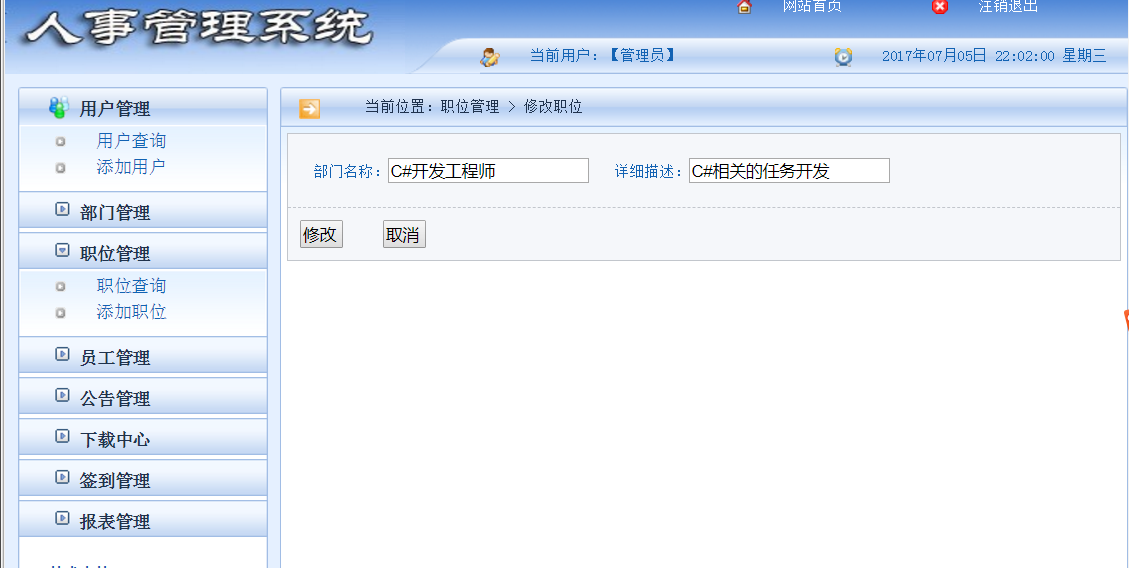 人事管理系统
网站首页
注销退出
当前用户：【管理员】
2017年07月05日 22:02:00 星期三
用户管理
用户查询
添加用户
部门管理
职位管理
职位查询
添加职位
员工管理
公告管理
下载中心
签到管理
报表管理
当前位置：职位管理 > 修改职位
部门名称：C#开发工程师 详细描述：C#相关的任务开发
修改 取消